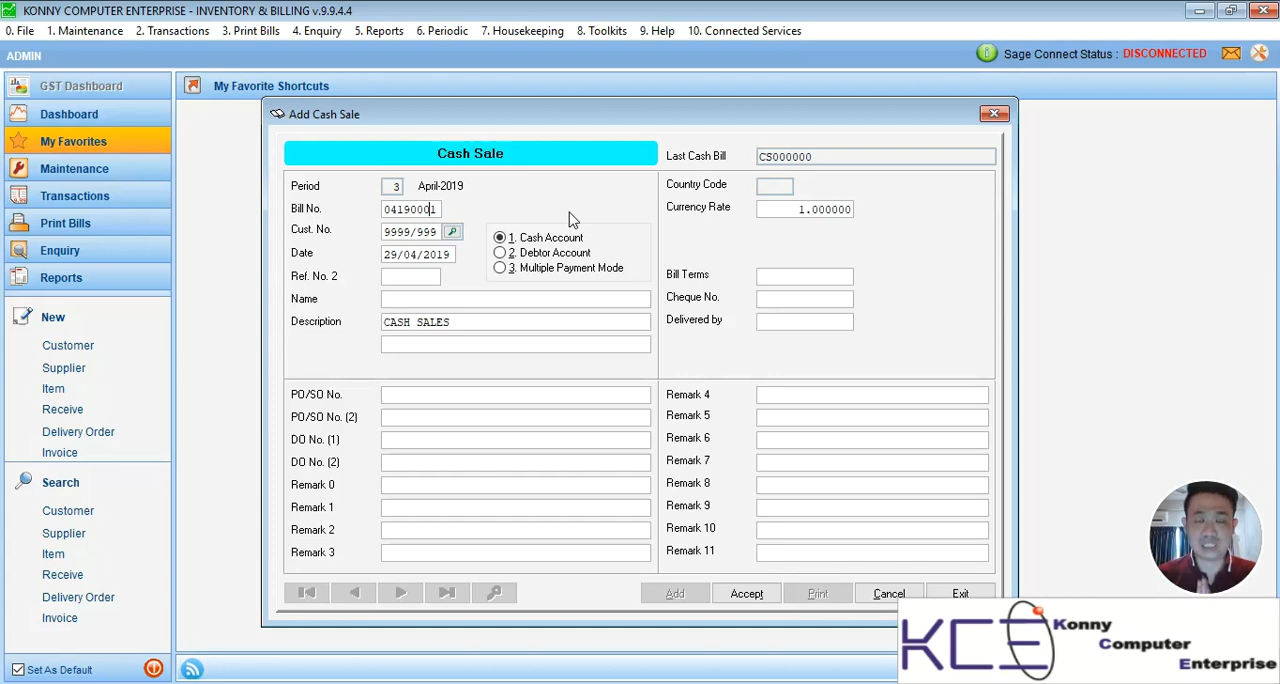 KONNY COMPUTER ENTERPRISE - INVENTORY & BILLING v.9.9.4.4
0. File 1. Maintenance 2. Transactions 3. Print Bills 4. Enquiry 5. Reports 6. Periodic 7. Housekeeping 8. Toolkits 9. Help 10. Connected Services
ADMIN
Sage Connect Status : DISCONNECTED
GST Dashboard
Dashboard
My Favorites
Maintenance
Transactions
Print Bills
Enquiry
Reports
New
Customer
Supplier
Item
Receive
Delivery Order
Invoice
Search
Customer
Supplier
Item
Receive
Delivery Order
Invoice
Set As Default
My Favorite Shortcuts
Add Cash Sale
Cash Sale
Last Cash Bill CS000000
Period 3 April-2019
Country Code
Bill No. 04190001
Currency Rate 1.000000
Cust. No. 9999/999
1. Cash Account
Date 29/04/2019
2. Debtor Account
3. Multiple Payment Mode
Ref. No. 2
Bill Terms
Name
Cheque No.
Description CASH SALES
Delivered by
PO/SO No.
Remark 4
PO/SO No. (2)
Remark 5
DO No. (1)
Remark 6
DO No. (2)
Remark 7
Remark 0
Remark 8
Remark 1
Remark 9
Remark 2
Remark 10
Remark 3
Remark 11
Add Accept Print Cancel Exit
KCE Konny
Computer
Enterprise